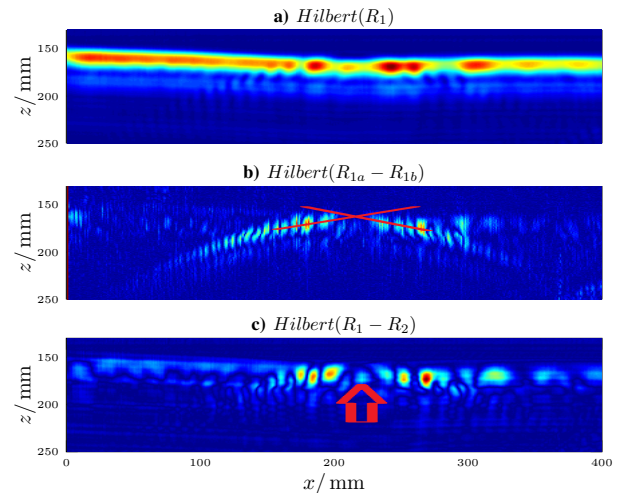 a) Hilbert(R₁)
150
200
250
z/ mm
b) Hilbert(R₁ₐ − R₁b)
150
200
250
z/ mm
c) Hilbert(R₁ − R₂)
150
200
250
z/ mm
0 100 200 300 400
x/ mm